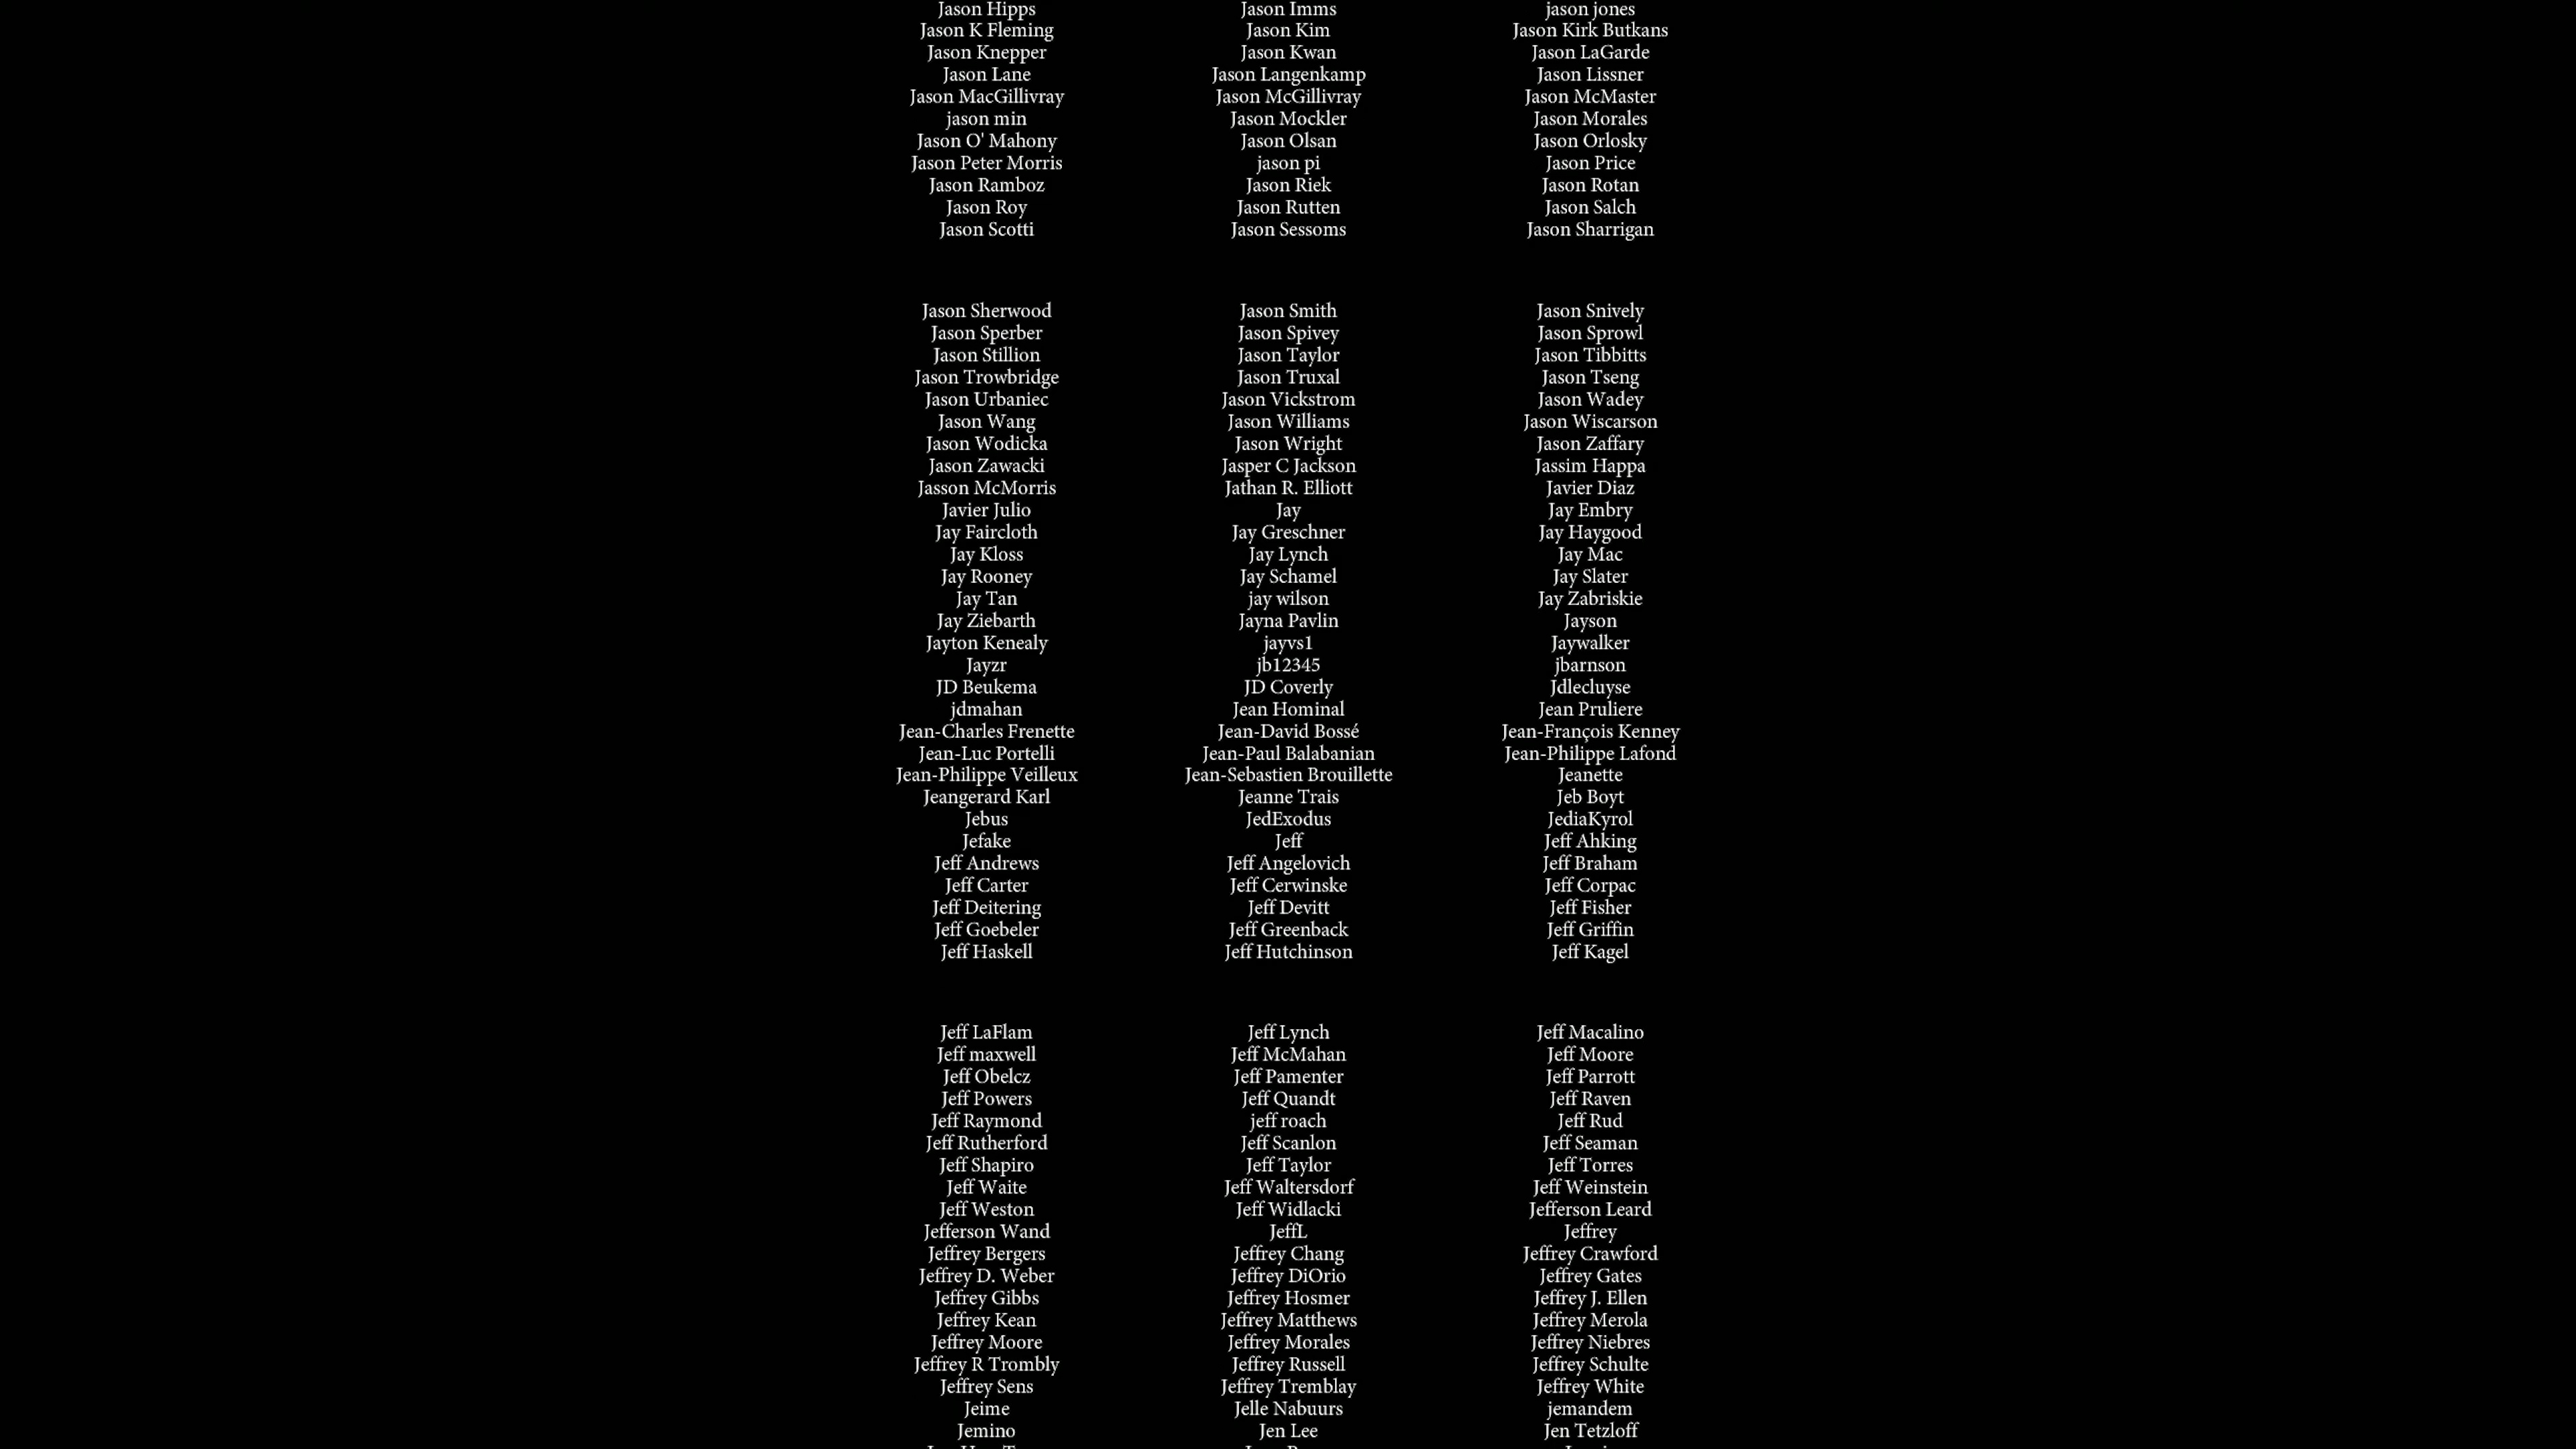 Jason Hipps Jason Imms jason jones
Jason K Fleming Jason Kim Jason Kirk Butkans
Jason Knepper Jason Kwan Jason LaGarde
Jason Lane Jason Langenkamp Jason Lissner
Jason MacGillivray Jason McGillivray Jason McMaster
jason min Jason Mockler Jason Morales
Jason O' Mahony Jason Olsan Jason Orlosky
Jason Peter Morris jason pi Jason Price
Jason Ramboz Jason Riek Jason Rotan
Jason Roy Jason Rutten Jason Salch
Jason Scotti Jason Sessoms Jason Sharrigan
Jason Sherwood Jason Smith Jason Snively
Jason Sperber Jason Spivey Jason Sprowl
Jason Stillion Jason Taylor Jason Tibbitts
Jason Trowbridge Jason Truxal Jason Tseng
Jason Urbaniec Jason Vickstrom Jason Wadey
Jason Wang Jason Williams Jason Wiscarson
Jason Wodicka Jason Wright Jason Zaffary
Jason Zawacki Jasper C Jackson Jassim Happa
Jasson McMorris Jathan R. Elliott Javier Diaz
Javier Julio Jay Jay Embry
Jay Faircloth Jay Greschner Jay Haygood
Jay Kloss Jay Lynch Jay Mac
Jay Rooney Jay Schamel Jay Slater
Jay Tan jay wilson Jay Zabriskie
Jay Ziebarth Jayna Pavlin Jayson
Jayton Kenealy jayvs1 Jaywalker
Jayzr jb12345 jbarnson
JD Beukema JD Coverly Jdlecluyse
jdmahan Jean Hominal Jean Pruliere
Jean-Charles Frenette Jean-David Bossé Jean-François Kenney
Jean-Luc Portelli Jean-Paul Balabanian Jean-Philippe Lafond
Jean-Philippe Veilleux Jean-Sebastien Brouillette Jeanette
Jeangerard Karl Jeanne Trais Jeb Boyt
Jebus JedExodus JediaKyrol
Jefake Jeff Jeff Ahking
Jeff Andrews Jeff Angelovich Jeff Braham
Jeff Carter Jeff Cerwinske Jeff Corpac
Jeff Deitering Jeff Devitt Jeff Fisher
Jeff Goebeler Jeff Greenback Jeff Griffin
Jeff Haskell Jeff Hutchinson Jeff Kagel
Jeff LaFlam Jeff Lynch Jeff Macalino
Jeff maxwell Jeff McMahan Jeff Moore
Jeff Obelcz Jeff Pamenter Jeff Parrott
Jeff Powers Jeff Quandt Jeff Raven
Jeff Raymond jeff roach Jeff Rud
Jeff Rutherford Jeff Scanlon Jeff Seaman
Jeff Shapiro Jeff Taylor Jeff Torres
Jeff Waite Jeff Waltersdorf Jeff Weinstein
Jeff Weston Jeff Widlacki Jefferson Leard
Jefferson Wand JeffL Jeffrey
Jeffrey Bergers Jeffrey Chang Jeffrey Crawford
Jeffrey D. Weber Jeffrey DiOrio Jeffrey Gates
Jeffrey Gibbs Jeffrey Hosmer Jeffrey J. Ellen
Jeffrey Kean Jeffrey Matthews Jeffrey Merola
Jeffrey Moore Jeffrey Morales Jeffrey Niebres
Jeffrey R Trombly Jeffrey Russell Jeffrey Schulte
Jeffrey Sens Jeffrey Tremblay Jeffrey White
Jeime Jelle Nabuurs jemandem
Jemino Jen Lee Jen Tetzloff